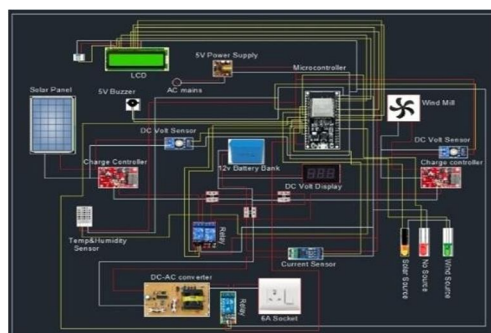 LCD
5V Power Supply
Microcontroller
Solar Panel
5V Buzzer
AC mains
Wind Mill
DC Volt Sensor
DC Volt Sensor
Charge Controller
12v Battery Bank
Charge controller
DC Volt Display
Temp&Humidity
Sensor
Relay
Current Sensor
Solar Source
No Source
Wind Source
DC-AC converter
Relay
6A Socket